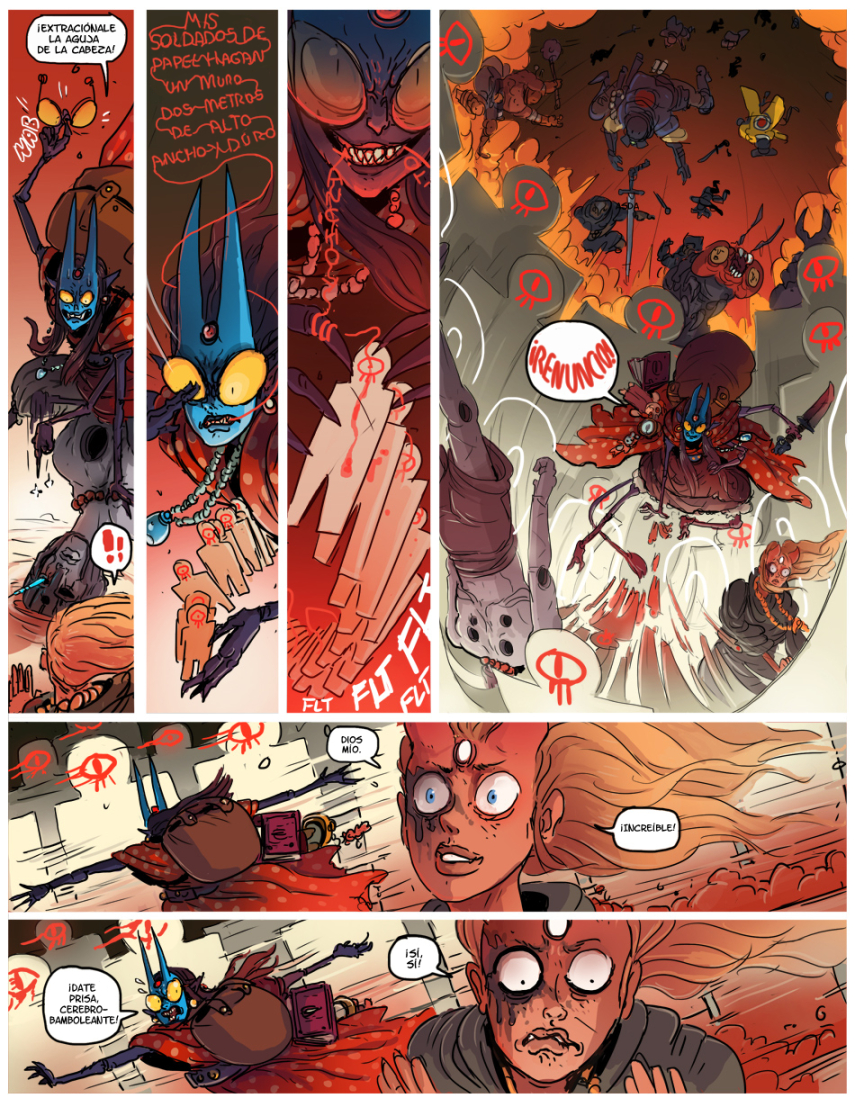 ¡EXTRACIÓNALE
LA AGUJA
DE LA CABEZA!
!!
MIS
SOLDADOS DE
PAPEL HAGAN
UN MURO
DOS METROS
DE ALTO
ANCHO Y DURO
FLT
FLT
FLT
FLT
ASDA
¡RENUNCIO!
DIOS
MÍO.
¡INCREÍBLE!
¡DATE
PRISA,
CEREBRO-
BAMBOLEANTE!
¡SÍ,
SÍ!